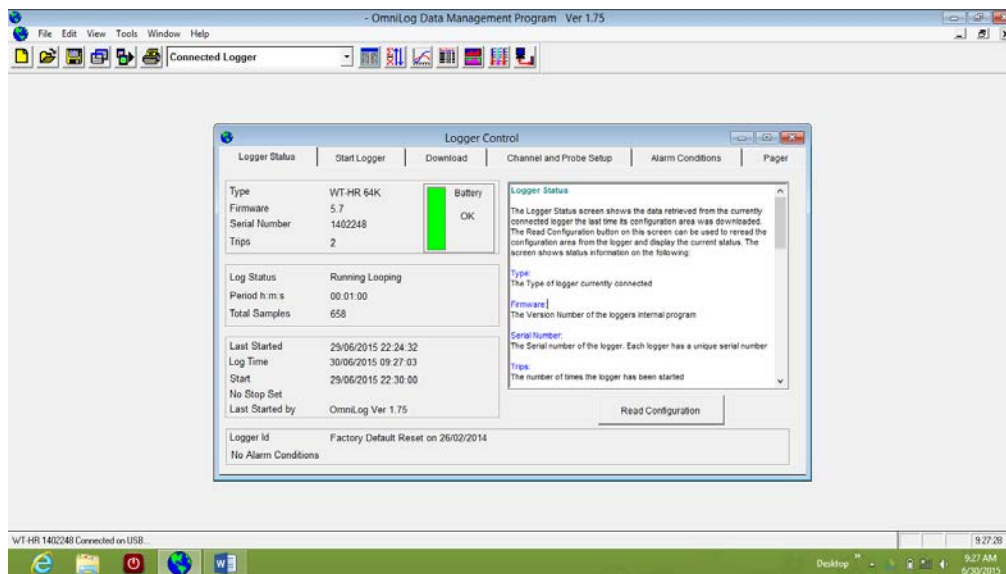 - OmniLog Data Management Program Ver 1.75
File Edit View Tools Window Help
Connected Logger
Logger Control
Logger Status Start Logger Download Channel and Probe Setup Alarm Conditions Pager
Type WT-HR 64K
Firmware 5.7
Serial Number 1402248
Trips 2
Battery
OK
Log Status Running Looping
Period h:m:s 00:01:00
Total Samples 658
Last Started 29/06/2015 22:24:32
Log Time 30/06/2015 09:27:03
Start 29/06/2015 22:30:00
No Stop Set
Last Started by OmniLog Ver 1.75
Logger Status
The Logger Status screen shows the data retrieved from the currently
connected logger the last time its configuration area was downloaded.
The Read Configuration button on this screen can be used to reread the
configuration area from the logger and display the current status. The
screen shows status information on the following:
Type:
The Type of logger currently connected
Firmware:
The Version Number of the loggers internal program
Serial Number:
The Serial number of the logger. Each logger has a unique serial number
Trips:
The number of times the logger has been started
Read Configuration
Logger Id Factory Default Reset on 26/02/2014
No Alarm Conditions
WT-HR 1402248 Connected on USB...
9:27:28
Desktop
9:27 AM
6/30/2015